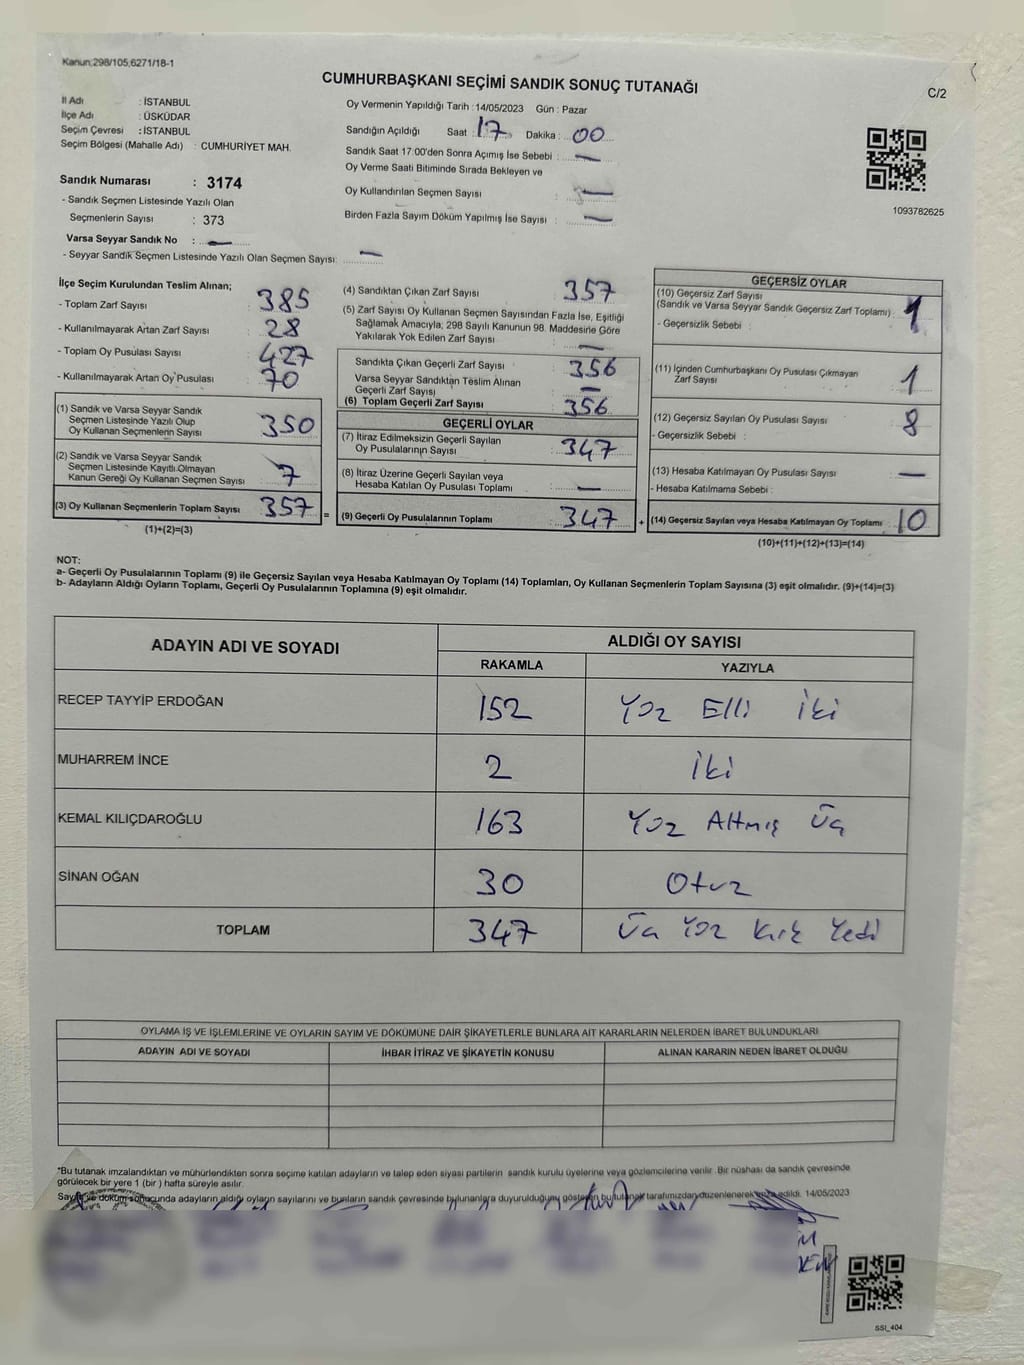 Kanun;298/105,6271/18-1
CUMHURBAŞKANI SEÇİMİ SANDIK SONUÇ TUTANAĞI
C/2
İl Adı : İSTANBUL
İlçe Adı : ÜSKÜDAR
Seçim Çevresi : İSTANBUL
Seçim Bölgesi (Mahalle Adı) : CUMHURİYET MAH.
Sandık Numarası : 3174
- Sandık Seçmen Listesinde Yazılı Olan
Seçmenlerin Sayısı : 373
Varsa Seyyar Sandık No : —
- Seyyar Sandık Seçmen Listesinde Yazılı Olan Seçmen Sayısı: —
Oy Vermenin Yapıldığı Tarih : 14/05/2023 Gün : Pazar
Sandığın Açıldığı Saat : 17 Dakika : 00
Sandık Saat 17:00'den Sonra Açılmış İse Sebebi : —
Oy Verme Saati Bitiminde Sırada Bekleyen ve
Oy Kullandırılan Seçmen Sayısı : —
Birden Fazla Sayım Döküm Yapılmış İse Sayısı : —
1093782625
İlçe Seçim Kurulundan Teslim Alınan;
- Toplam Zarf Sayısı : 385
- Kullanılmayarak Artan Zarf Sayısı : 28
- Toplam Oy Pusulası Sayısı : 427
- Kullanılmayarak Artan Oy Pusulası : 70
(1) Sandık ve Varsa Seyyar Sandık
Seçmen Listesinde Yazılı Olup
Oy Kullanan Seçmenlerin Sayısı : 350
(2) Sandık ve Varsa Seyyar Sandık
Seçmen Listesinde Kayıtlı Olmayan
Kanun Gereği Oy Kullanan Seçmen Sayısı : 7
(3) Oy Kullanan Seçmenlerin Toplam Sayısı : 357
(1)+(2)=(3)
(4) Sandıktan Çıkan Zarf Sayısı : 357
(5) Zarf Sayısı Oy Kullanan Seçmen Sayısından Fazla İse, Eşitliği
Sağlamak Amacıyla; 298 Sayılı Kanunun 98. Maddesine Göre
Yakılarak Yok Edilen Zarf Sayısı : —
Sandıkta Çıkan Geçerli Zarf Sayısı : 356
Varsa Seyyar Sandıktan Teslim Alınan
Geçerli Zarf Sayısı : —
(6) Toplam Geçerli Zarf Sayısı : 356
GEÇERLİ OYLAR
(7) İtiraz Edilmeksizin Geçerli Sayılan
Oy Pusulalarının Sayısı : 347
(8) İtiraz Üzerine Geçerli Sayılan veya
Hesaba Katılan Oy Pusulası Toplamı : —
= (9) Geçerli Oy Pusulalarının Toplamı : 347
GEÇERSİZ OYLAR
(10) Geçersiz Zarf Sayısı
(Sandık ve Varsa Seyyar Sandık Geçersiz Zarf Toplamı) : 1
- Geçersizlik Sebebi :
(11) İçinden Cumhurbaşkanı Oy Pusulası Çıkmayan
Zarf Sayısı : 1
(12) Geçersiz Sayılan Oy Pusulası Sayısı : 8
- Geçersizlik Sebebi :
(13) Hesaba Katılmayan Oy Pusulası Sayısı : —
- Hesaba Katılmama Sebebi :
+ (14) Geçersiz Sayılan veya Hesaba Katılmayan Oy Toplamı : 10
(10)+(11)+(12)+(13)=(14)
NOT:
a- Geçerli Oy Pusulalarının Toplamı (9) ile Geçersiz Sayılan veya Hesaba Katılmayan Oy Toplamı (14) Toplamları, Oy Kullanan Seçmenlerin Toplam Sayısına (3) eşit olmalıdır. (9)+(14)=(3)
b- Adayların Aldığı Oyların Toplamı, Geçerli Oy Pusulalarının Toplamına (9) eşit olmalıdır.
ADAYIN ADI VE SOYADI
ALDIĞI OY SAYISI
RAKAMLA YAZIYLA
RECEP TAYYİP ERDOĞAN 152 Yüz Elli İki
MUHARREM İNCE 2 İki
KEMAL KILIÇDAROĞLU 163 Yüz Altmış Üç
SİNAN OĞAN 30 Otuz
TOPLAM 347 Üç Yüz Kırk Yedi
OYLAMA İŞ VE İŞLEMLERİNE VE OYLARIN SAYIM VE DÖKÜMÜNE DAİR ŞİKAYETLERLE BUNLARA AİT KARARLARIN NELERDEN İBARET BULUNDUKLARI
ADAYIN ADI VE SOYADI İHBAR İTİRAZ VE ŞİKAYETİN KONUSU ALINAN KARARIN NEDEN İBARET OLDUĞU
*Bu tutanak imzalandıktan ve mühürlendikten sonra seçime katılan adayların ve talep eden siyasi partilerin sandık kurulu üyelerine veya gözlemcilerine verilir. Bir nüshası da sandık çevresinde
görülecek bir yere 1 (bir ) hafta süreyle asılır.
Sayım ve döküm sonucunda adayların aldığı oyların sayılarını ve bunların sandık çevresinde bulunanlara duyurulduğunu gösteren bu tutanak tarafımızdan düzenlenerek imza edildi. 14/05/2023
SSI_404